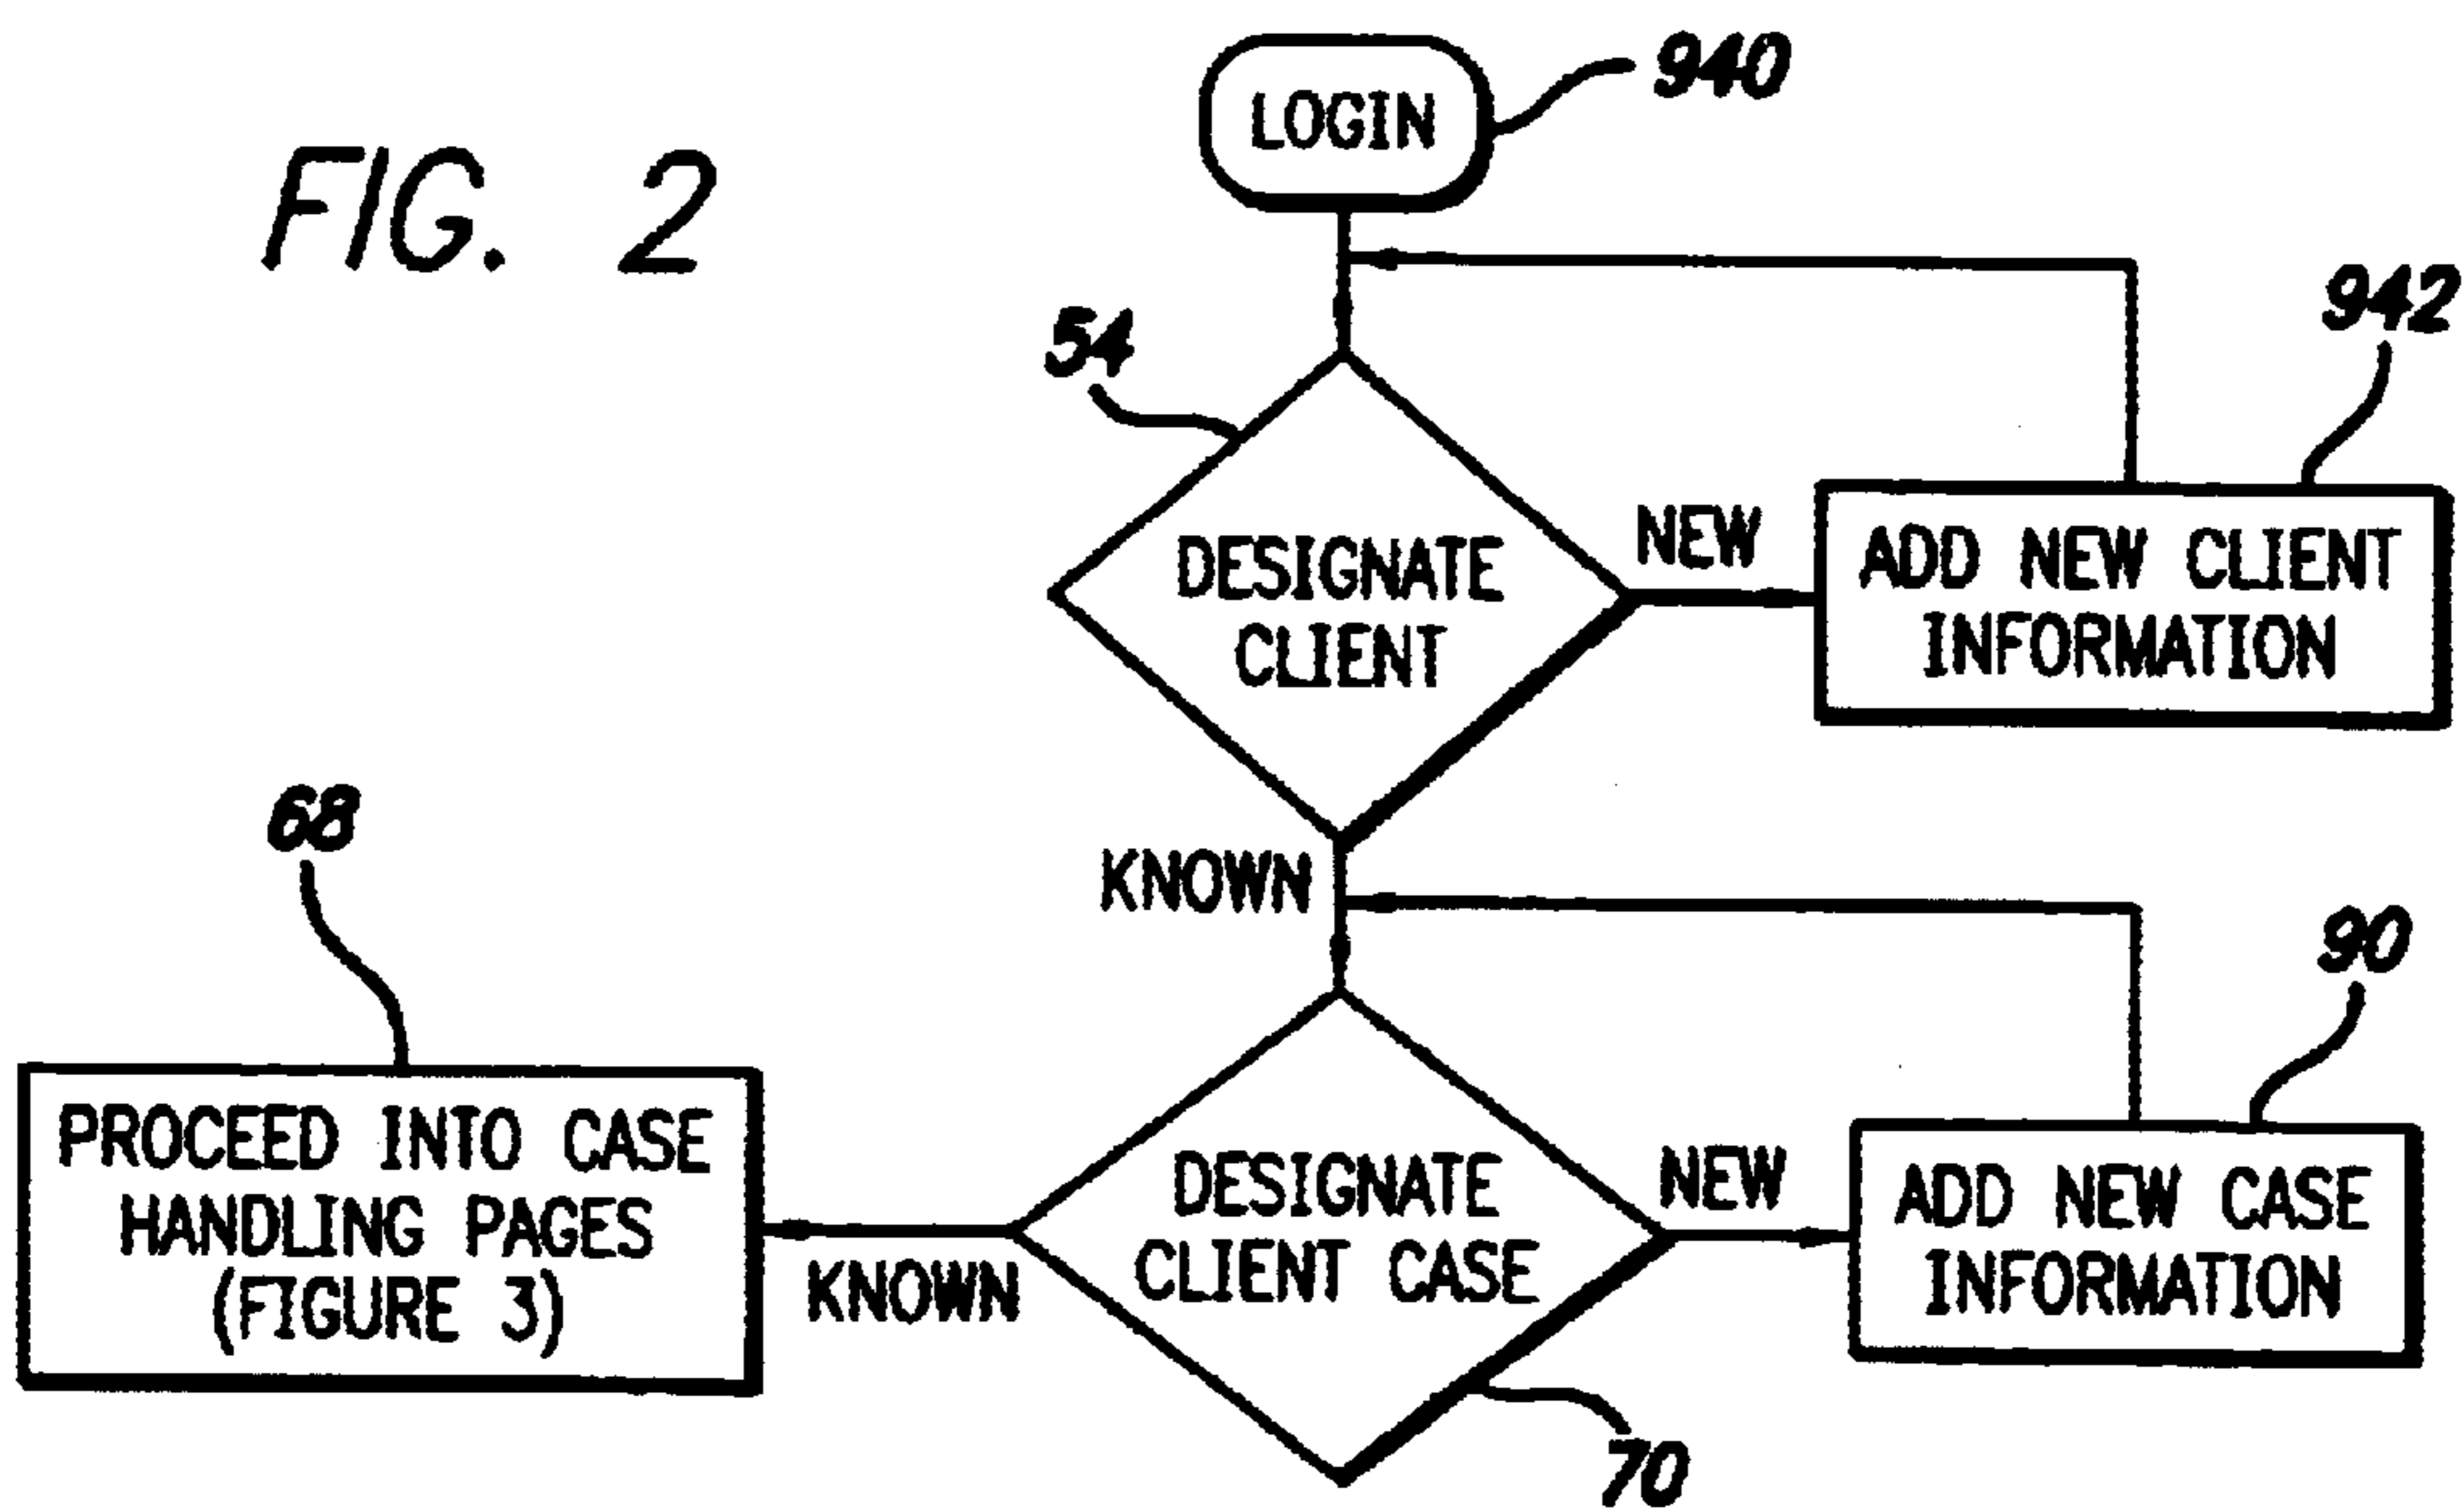 FIG. 2
LOGIN
940
54
DESIGNATE
CLIENT
NEW
942
ADD NEW CLIENT
INFORMATION
KNOWN
68
PROCEED INTO CASE
HANDLING PAGES
(FIGURE 3)
KNOWN
DESIGNATE
CLIENT CASE
70
NEW
90
ADD NEW CASE
INFORMATION